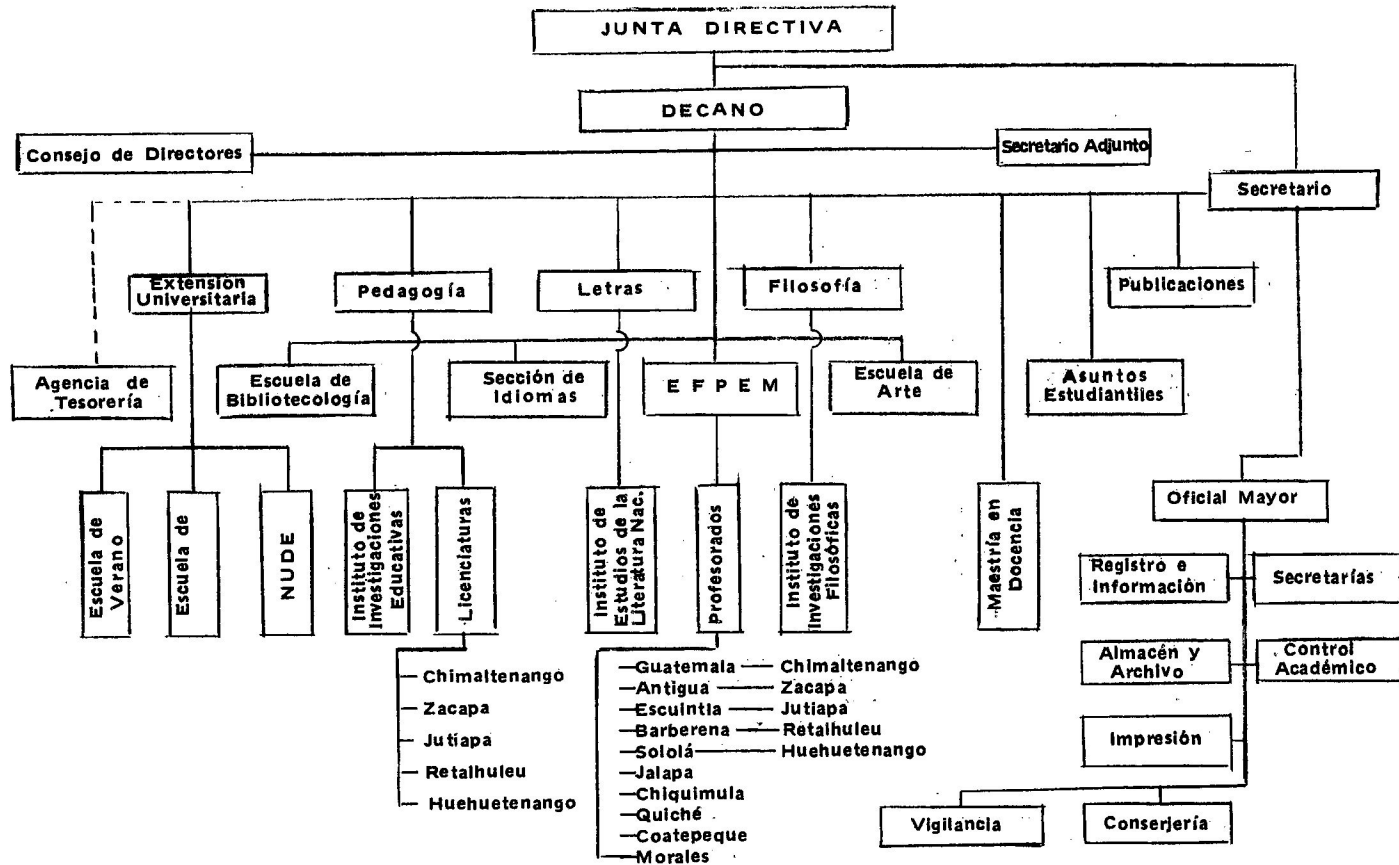 JUNTA DIRECTIVA
DECANO
Consejo de Directores
Secretario Adjunto
Secretario
Extensión
Universitaria
Pedagogía
Letras
Filosofía
Publicaciones
Agencia de
Tesorería
Escuela de
Bibliotecología
Sección de
Idiomas
E F P E M
Escuela de
Arte
Asuntos
Estudiantiles
Escuela de
Verano
Escuela de
NUDE
Instituto de
Investigaciones
Educativas
Licenciaturas
Instituto de
Estudios de la
Literatura Nac.
Profesorados
Instituto de
Investigaciones
Filosóficas
Maestría en
Docencia
Oficial Mayor
Registro e
Información
Secretarías
Almacén y
Archivo
Control
Académico
Impresión
Vigilancia
Conserjería
Chimaltenango
Zacapa
Jutiapa
Retalhuleu
Huehuetenango
Guatemala — Chimaltenango
Antigua — Zacapa
Escuintla — Jutiapa
Barberena — Retalhuleu
Sololá — Huehuetenango
Jalapa
Chiquimula
Quiché
Coatepeque
Morales